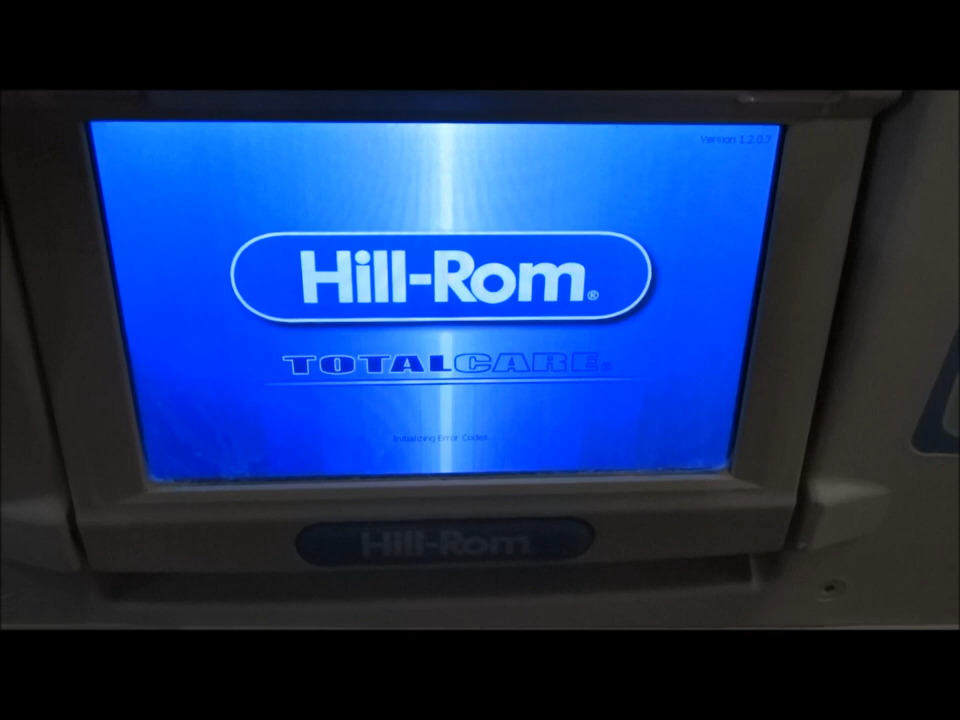 Version 1.2.0.7
Hill-Rom®
TOTALCARE®
Initializing Error Codes...
Hill-Rom